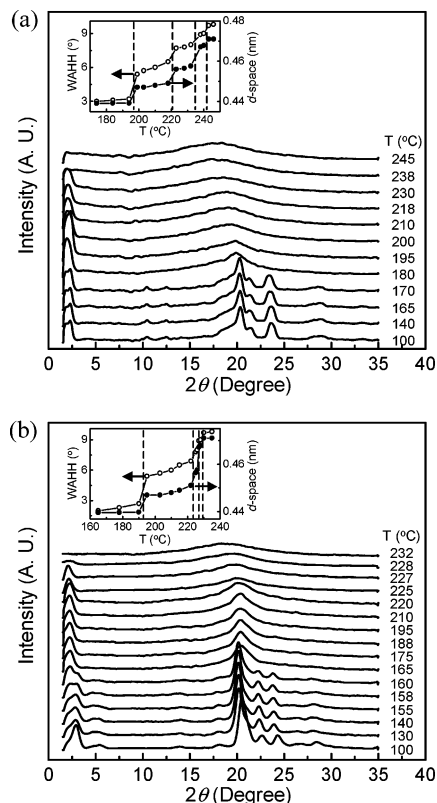 (a)
WAHH (º)
9
6
3
180 200 220 240
T (ºC)
0.48
0.46
0.44
d-space (nm)
Intensity (A. U.)
T (ºC)
245
238
230
218
210
200
195
180
170
165
140
100
0 5 10 15 20 25 30 35 40
2θ (Degree)
(b)
WAHH (º)
9
6
3
160 180 200 220 240
T (ºC)
0.46
0.44
d-space (nm)
Intensity (A. U.)
T (ºC)
232
228
227
225
220
210
195
188
175
165
160
158
155
140
130
100
0 5 10 15 20 25 30 35 40
2θ (Degree)